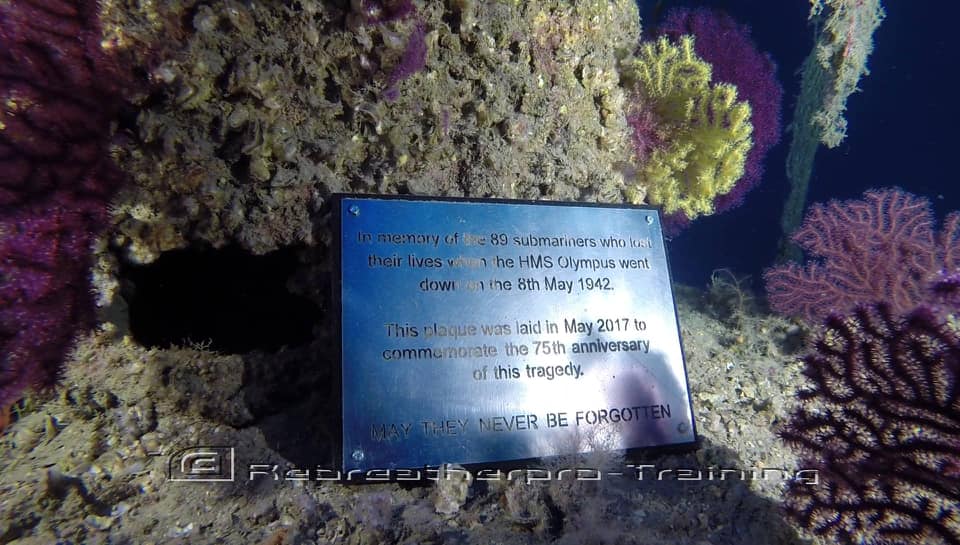 In memory of the 89 submariners who lost
their lives when the HMS Olympus went
down on the 8th May 1942.
This plaque was laid in May 2017 to
commemorate the 75th anniversary
of this tragedy.
MAY THEY NEVER BE FORGOTTEN
Rebreatherpro-Training